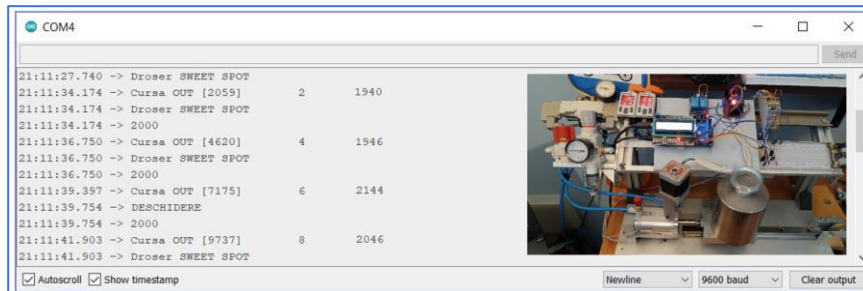 COM4
Send
21:11:27.740 -> Droser SWEET SPOT
21:11:34.174 -> Cursa OUT [2059] 2 1940
21:11:34.174 -> Droser SWEET SPOT
21:11:34.174 -> 2000
21:11:36.750 -> Cursa OUT [4620] 4 1946
21:11:36.750 -> Droser SWEET SPOT
21:11:36.750 -> 2000
21:11:39.397 -> Cursa OUT [7175] 6 2144
21:11:39.754 -> DESCHIDERE
21:11:39.754 -> 2000
21:11:41.903 -> Cursa OUT [9737] 8 2046
21:11:41.903 -> Droser SWEET SPOT
Autoscroll Show timestamp Newline 9600 baud Clear output